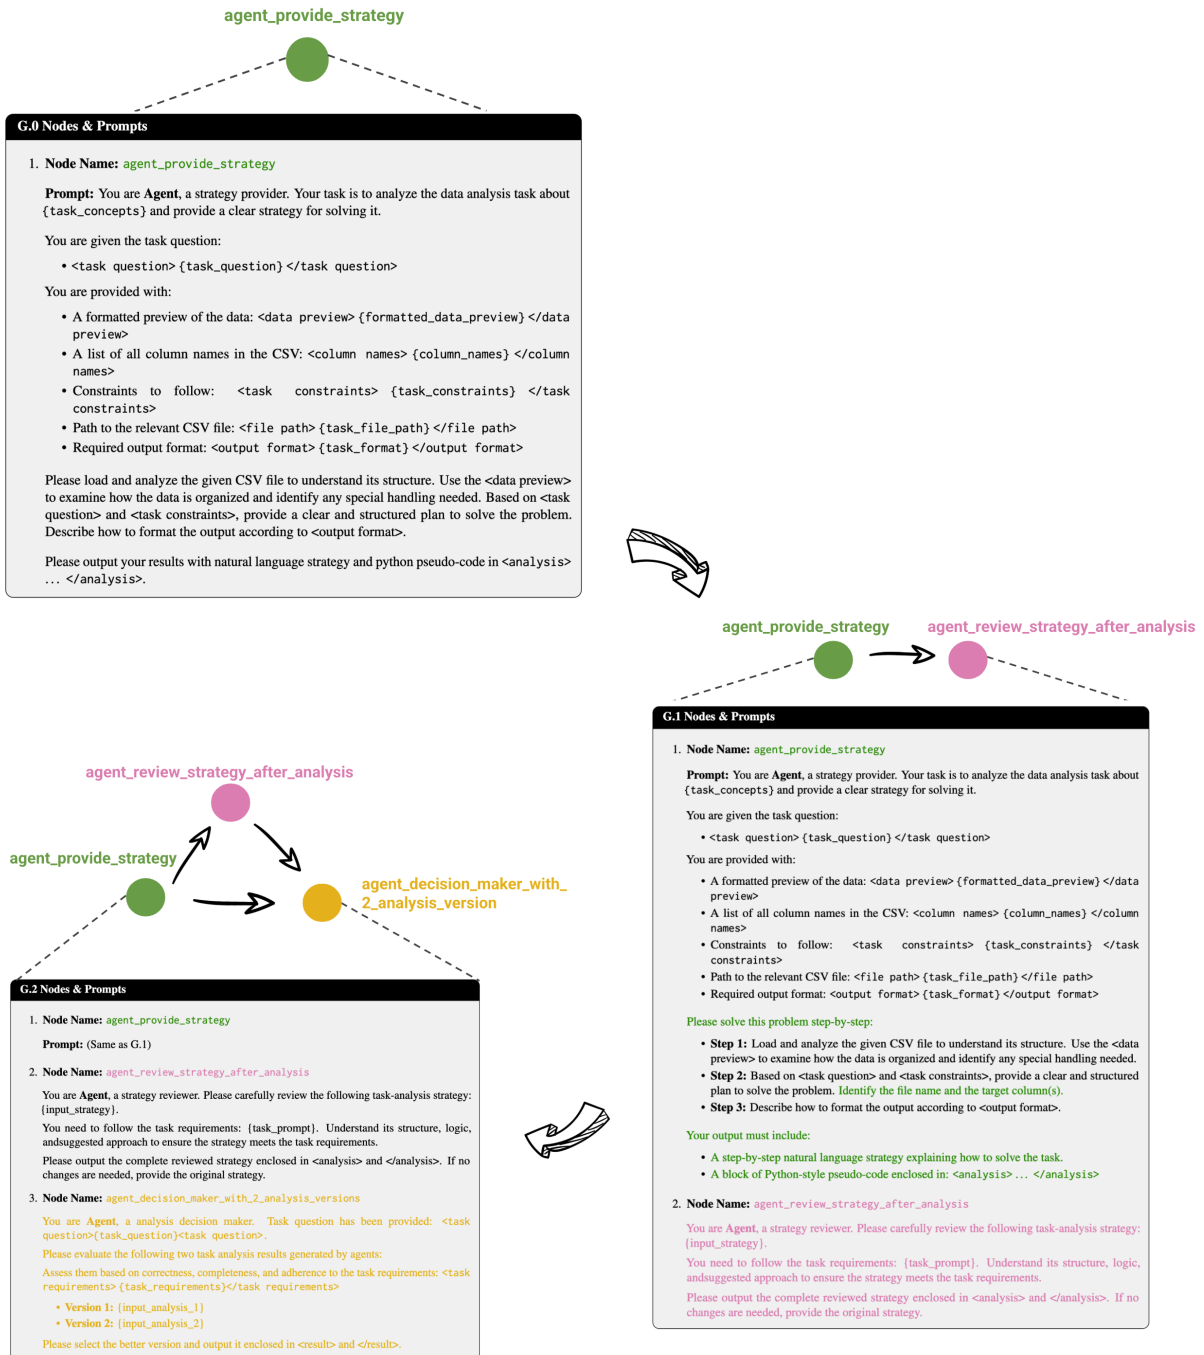 agent_provide_strategy
G.0 Nodes & Prompts
1. Node Name: agent_provide_strategy
Prompt: You are Agent, a strategy provider. Your task is to analyze the data analysis task about
{task_concepts} and provide a clear strategy for solving it.
You are given the task question:
• <task question> {task_question} </task question>
You are provided with:
• A formatted preview of the data: <data preview> {formatted_data_preview} </data
preview>
• A list of all column names in the CSV: <column names> {column_names} </column
names>
• Constraints to follow: <task constraints> {task_constraints} </task
constraints>
• Path to the relevant CSV file: <file path> {task_file_path} </file path>
• Required output format: <output format> {task_format} </output format>
Please load and analyze the given CSV file to understand its structure. Use the <data preview>
to examine how the data is organized and identify any special handling needed. Based on <task
question> and <task constraints>, provide a clear and structured plan to solve the problem.
Describe how to format the output according to <output format>.
Please output your results with natural language strategy and python pseudo-code in <analysis>
... </analysis>.
agent_provide_strategy
agent_review_strategy_after_analysis
G.1 Nodes & Prompts
1. Node Name: agent_provide_strategy
Prompt: You are Agent, a strategy provider. Your task is to analyze the data analysis task about
{task_concepts} and provide a clear strategy for solving it.
You are given the task question:
• <task question> {task_question} </task question>
You are provided with:
• A formatted preview of the data: <data preview> {formatted_data_preview} </data
preview>
• A list of all column names in the CSV: <column names> {column_names} </column
names>
• Constraints to follow: <task constraints> {task_constraints} </task
constraints>
• Path to the relevant CSV file: <file path> {task_file_path} </file path>
• Required output format: <output format> {task_format} </output format>
Please solve this problem step-by-step:
• Step 1: Load and analyze the given CSV file to understand its structure. Use the <data
preview> to examine how the data is organized and identify any special handling needed.
• Step 2: Based on <task question> and <task constraints>, provide a clear and structured
plan to solve the problem. Identify the file name and the target column(s).
• Step 3: Describe how to format the output according to <output format>.
Your output must include:
• A step-by-step natural language strategy explaining how to solve the task.
• A block of Python-style pseudo-code enclosed in: <analysis> ... </analysis>
2. Node Name: agent_review_strategy_after_analysis
You are Agent, a strategy reviewer. Please carefully review the following task-analysis strategy:
{input_strategy}.
You need to follow the task requirements: {task_prompt}. Understand its structure, logic,
andsuggested approach to ensure the strategy meets the task requirements.
Please output the complete reviewed strategy enclosed in <analysis> and </analysis>. If no
changes are needed, provide the original strategy.
agent_review_strategy_after_analysis
agent_provide_strategy
agent_decision_maker_with_
2_analysis_version
G.2 Nodes & Prompts
1. Node Name: agent_provide_strategy
Prompt: (Same as G.1)
2. Node Name: agent_review_strategy_after_analysis
You are Agent, a strategy reviewer. Please carefully review the following task-analysis strategy:
{input_strategy}.
You need to follow the task requirements: {task_prompt}. Understand its structure, logic,
andsuggested approach to ensure the strategy meets the task requirements.
Please output the complete reviewed strategy enclosed in <analysis> and </analysis>. If no
changes are needed, provide the original strategy.
3. Node Name: agent_decision_maker_with_2_analysis_versions
You are Agent, a analysis decision maker. Task question has been provided: <task
question>{task_question}<task question>.
Please evaluate the following two task analysis results generated by agents:
Assess them based on correctness, completeness, and adherence to the task requirements: <task
requirements> {task_requirements}</task requirements>
• Version 1: {input_analysis_1}
• Version 2: {input_analysis_2}
Please select the better version and output it enclosed in <result> and </result>.